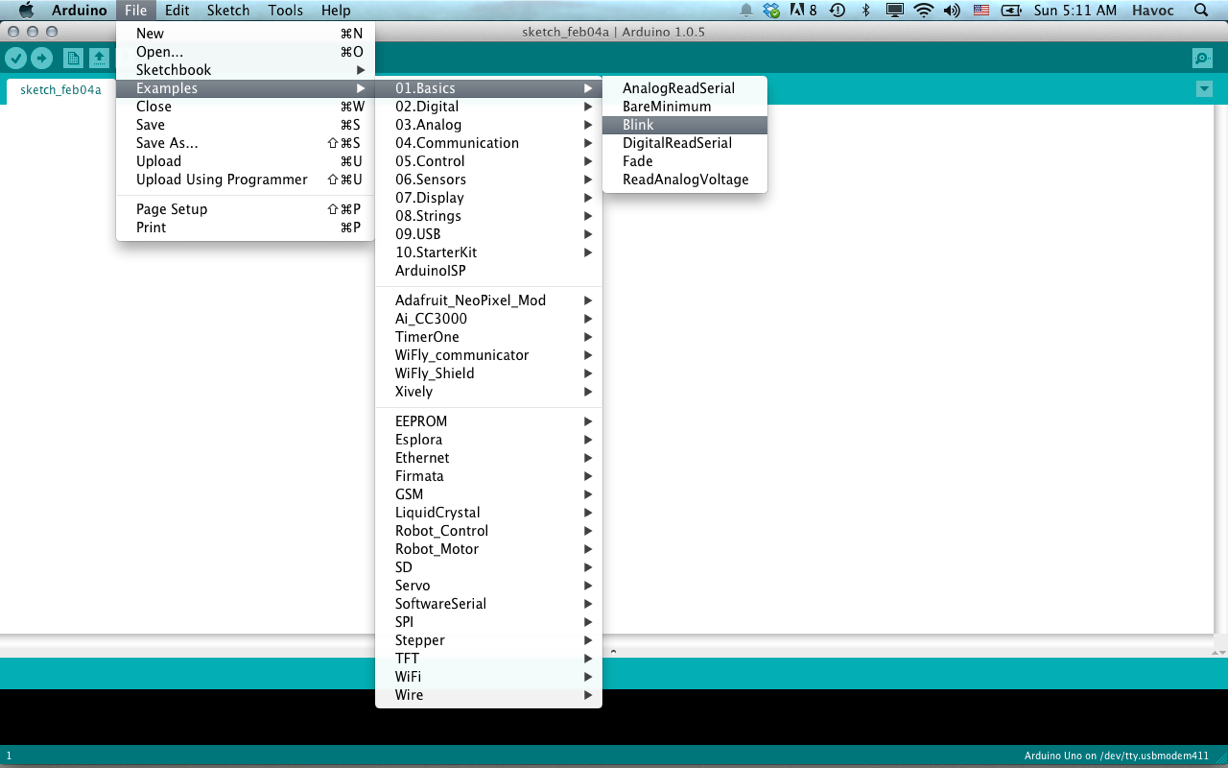 Arduino File Edit Sketch Tools Help 8 Sun 5:11 AM Havoc
sketch_feb04a | Arduino 1.0.5
sketch_feb04a
New ⌘N
Open... ⌘O
Sketchbook
Examples
Close ⌘W
Save ⌘S
Save As... ⇧⌘S
Upload ⌘U
Upload Using Programmer ⇧⌘U
Page Setup ⇧⌘P
Print ⌘P
01.Basics
02.Digital
03.Analog
04.Communication
05.Control
06.Sensors
07.Display
08.Strings
09.USB
10.StarterKit
ArduinoISP
Adafruit_NeoPixel_Mod
Ai_CC3000
TimerOne
WiFly_communicator
WiFly_Shield
Xively
EEPROM
Esplora
Ethernet
Firmata
GSM
LiquidCrystal
Robot_Control
Robot_Motor
SD
Servo
SoftwareSerial
SPI
Stepper
TFT
WiFi
Wire
AnalogReadSerial
BareMinimum
Blink
DigitalReadSerial
Fade
ReadAnalogVoltage
1 Arduino Uno on /dev/tty.usbmodem411